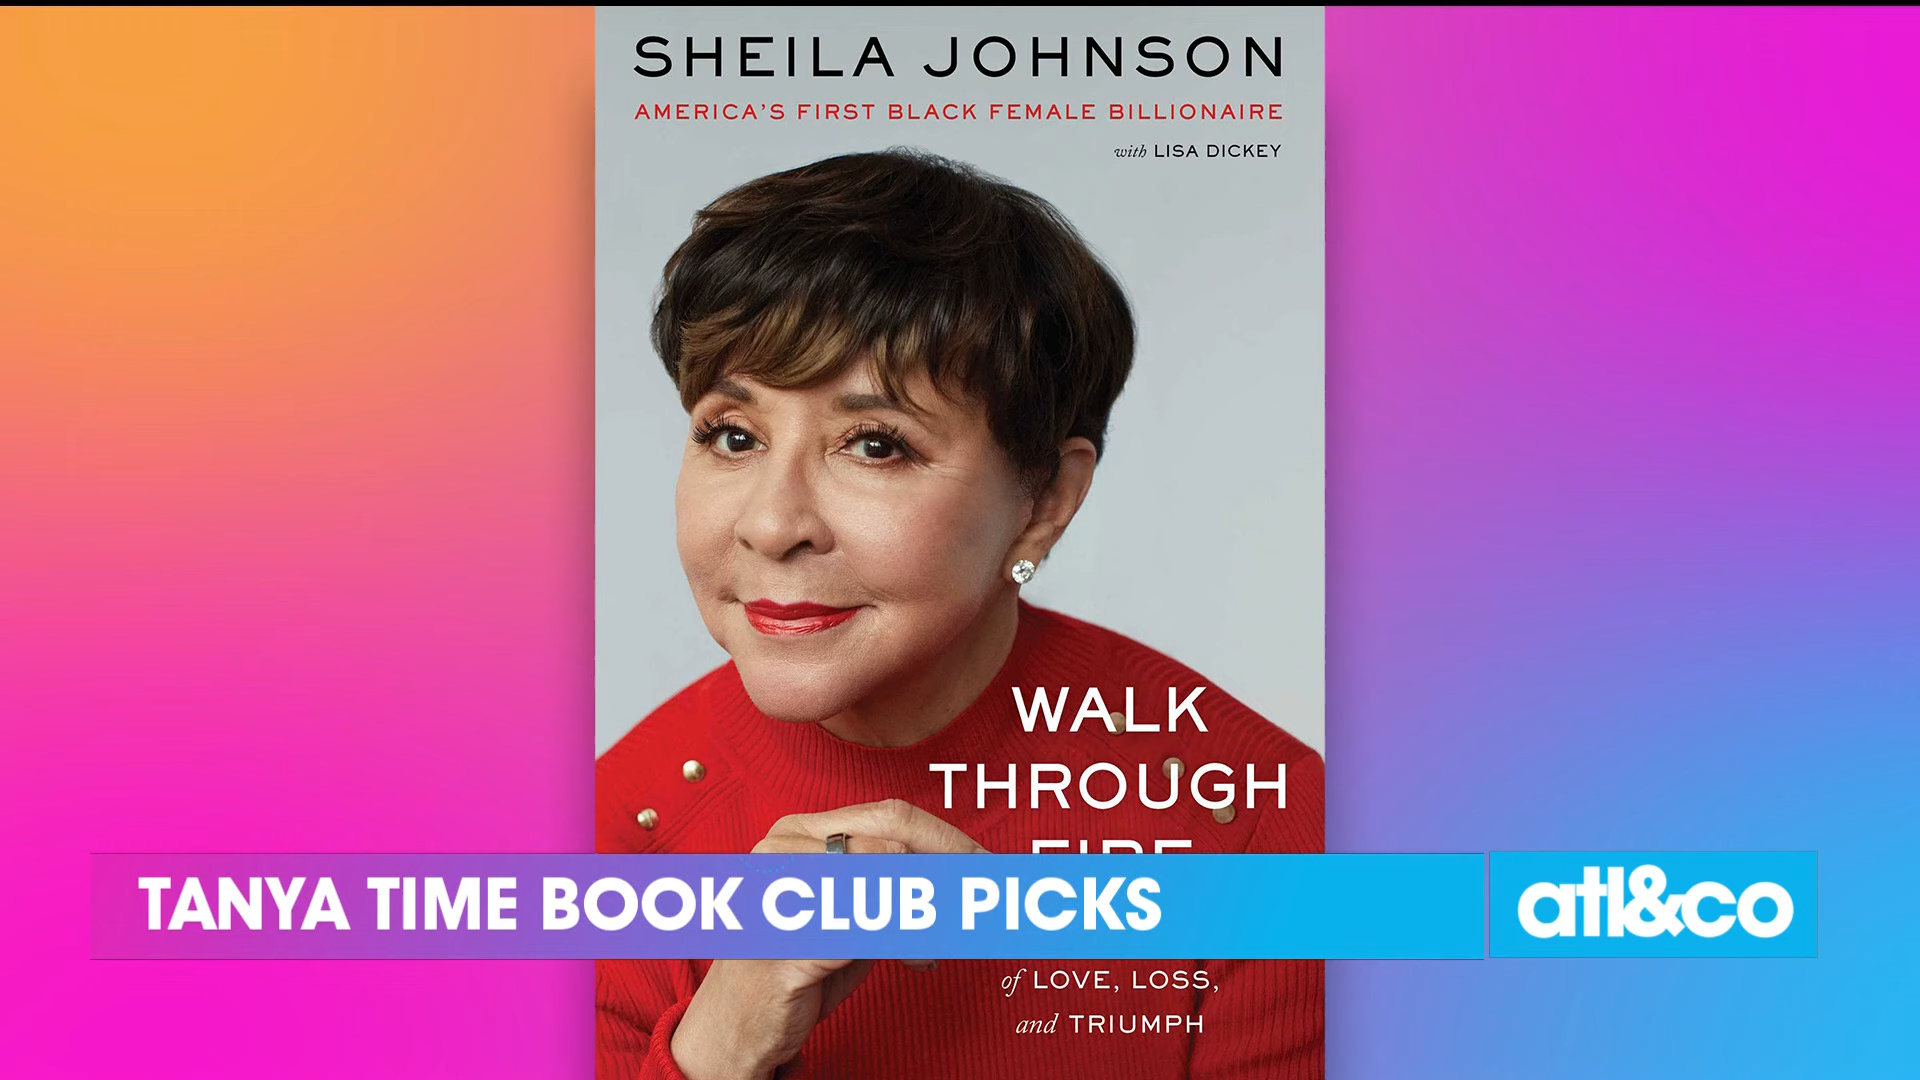 SHEILA JOHNSON
AMERICA'S FIRST BLACK FEMALE BILLIONAIRE
with LISA DICKEY
WALK
THROUGH
FIRE
TANYA TIME BOOK CLUB PICKS
atl&co
of LOVE, LOSS,
and TRIUMPH